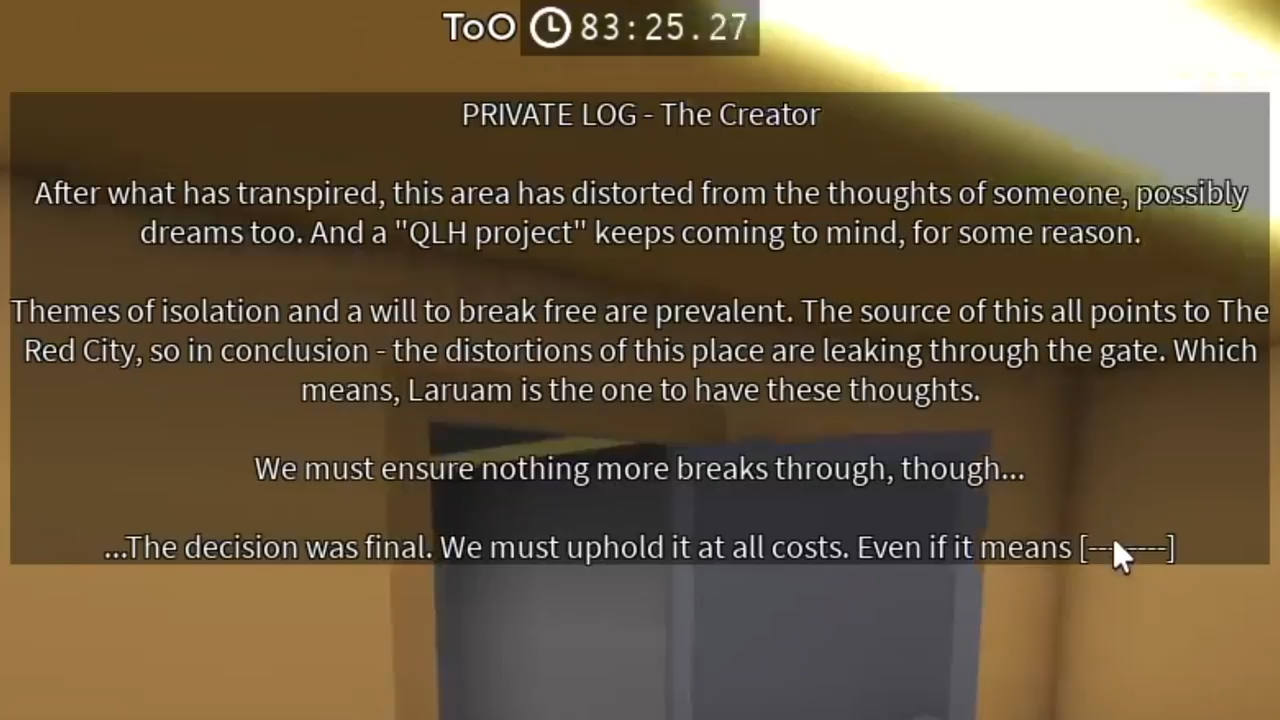 ToO 83:25.27
PRIVATE LOG - The Creator
After what has transpired, this area has distorted from the thoughts of someone, possibly
dreams too. And a "QLH project" keeps coming to mind, for some reason.
Themes of isolation and a will to break free are prevalent. The source of this all points to The
Red City, so in conclusion - the distortions of this place are leaking through the gate. Which
means, Laruam is the one to have these thoughts.
We must ensure nothing more breaks through, though...
...The decision was final. We must uphold it at all costs. Even if it means [--------]